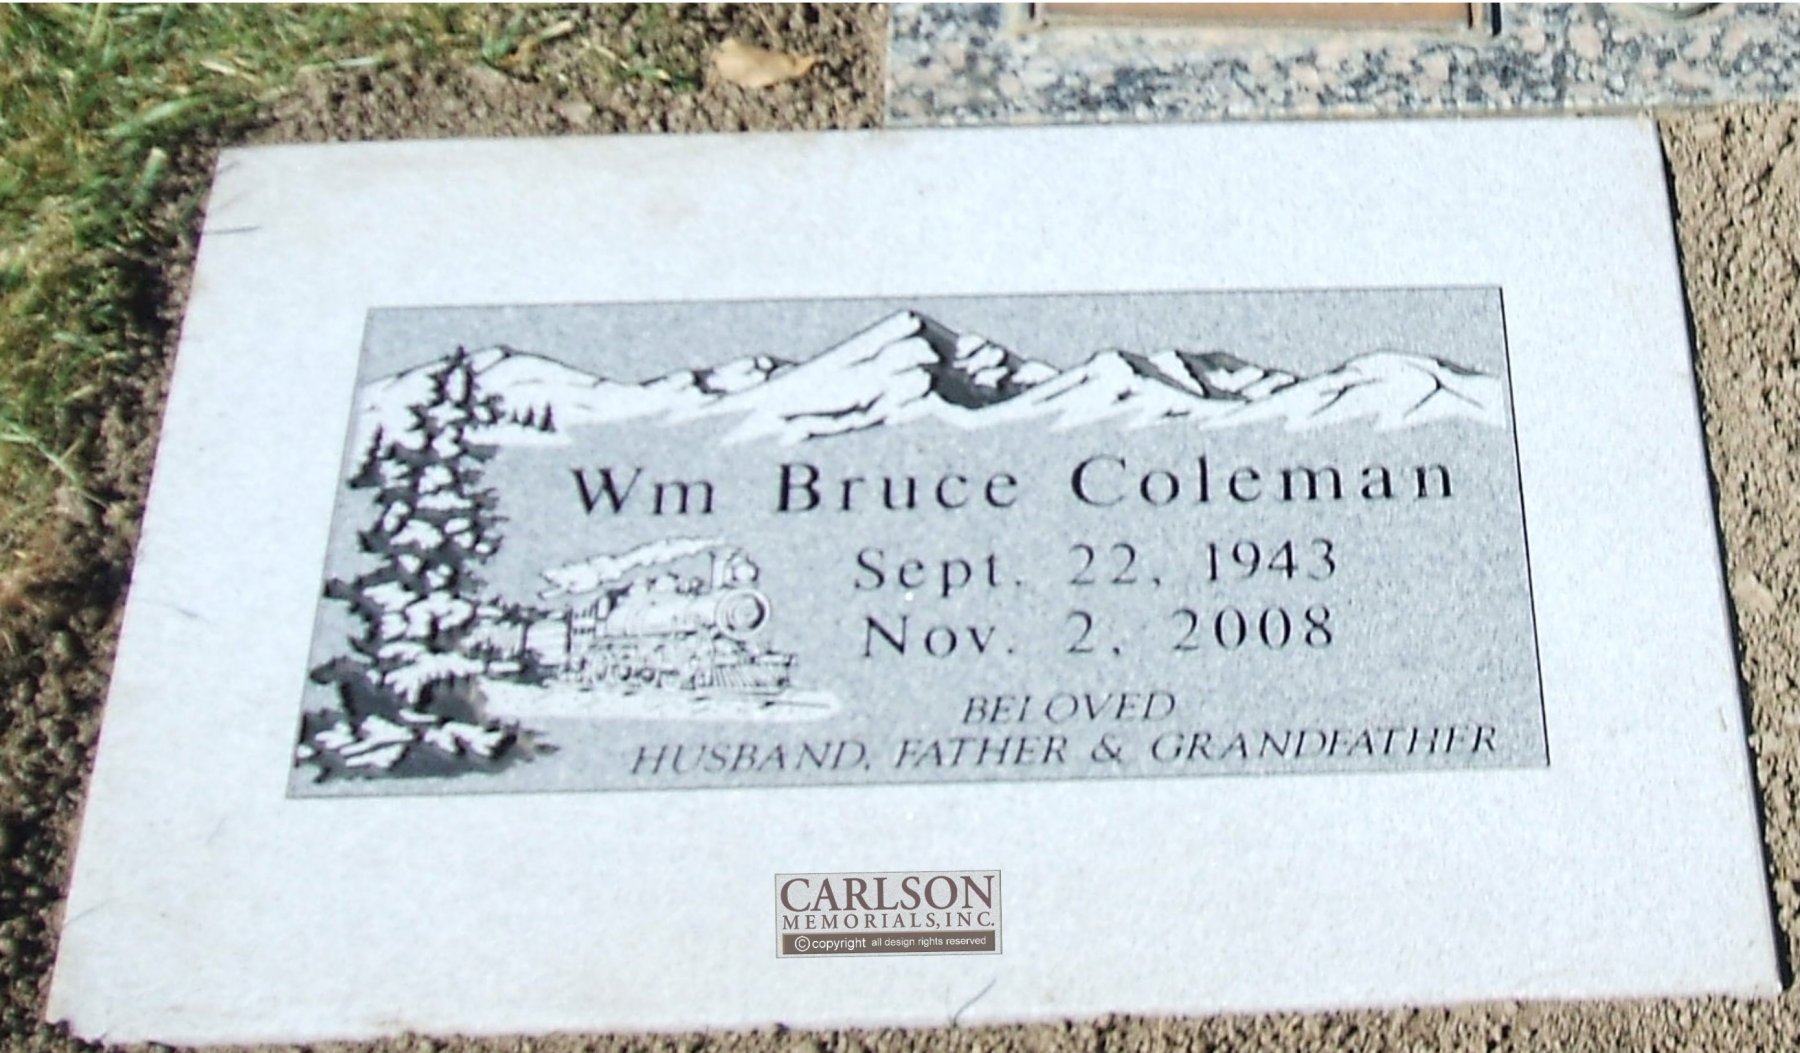 Wm Bruce Coleman
Sept. 22, 1943
Nov. 2, 2008
BELOVED
HUSBAND, FATHER & GRANDFATHER
CARLSON
MEMORIALS, INC.
© copyright all design rights reserved